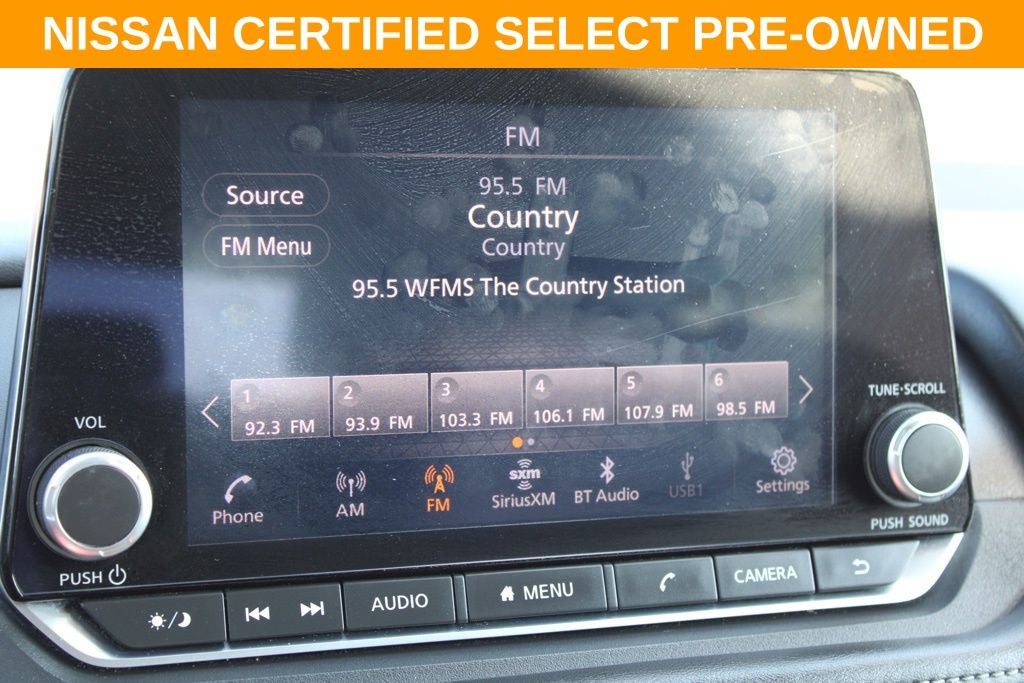 NISSAN CERTIFIED SELECT PRE-OWNED
FM
Source
95.5 FM
Country
FM Menu
Country
95.5 WFMS The Country Station
1
92.3 FM
2
93.9 FM
3
103.3 FM
4
106.1 FM
5
107.9 FM
6
98.5 FM
VOL
PUSH
TUNE·SCROLL
PUSH SOUND
Phone
AM
FM
sxm
SiriusXM
BT Audio
USB1
Settings
AUDIO
MENU
CAMERA